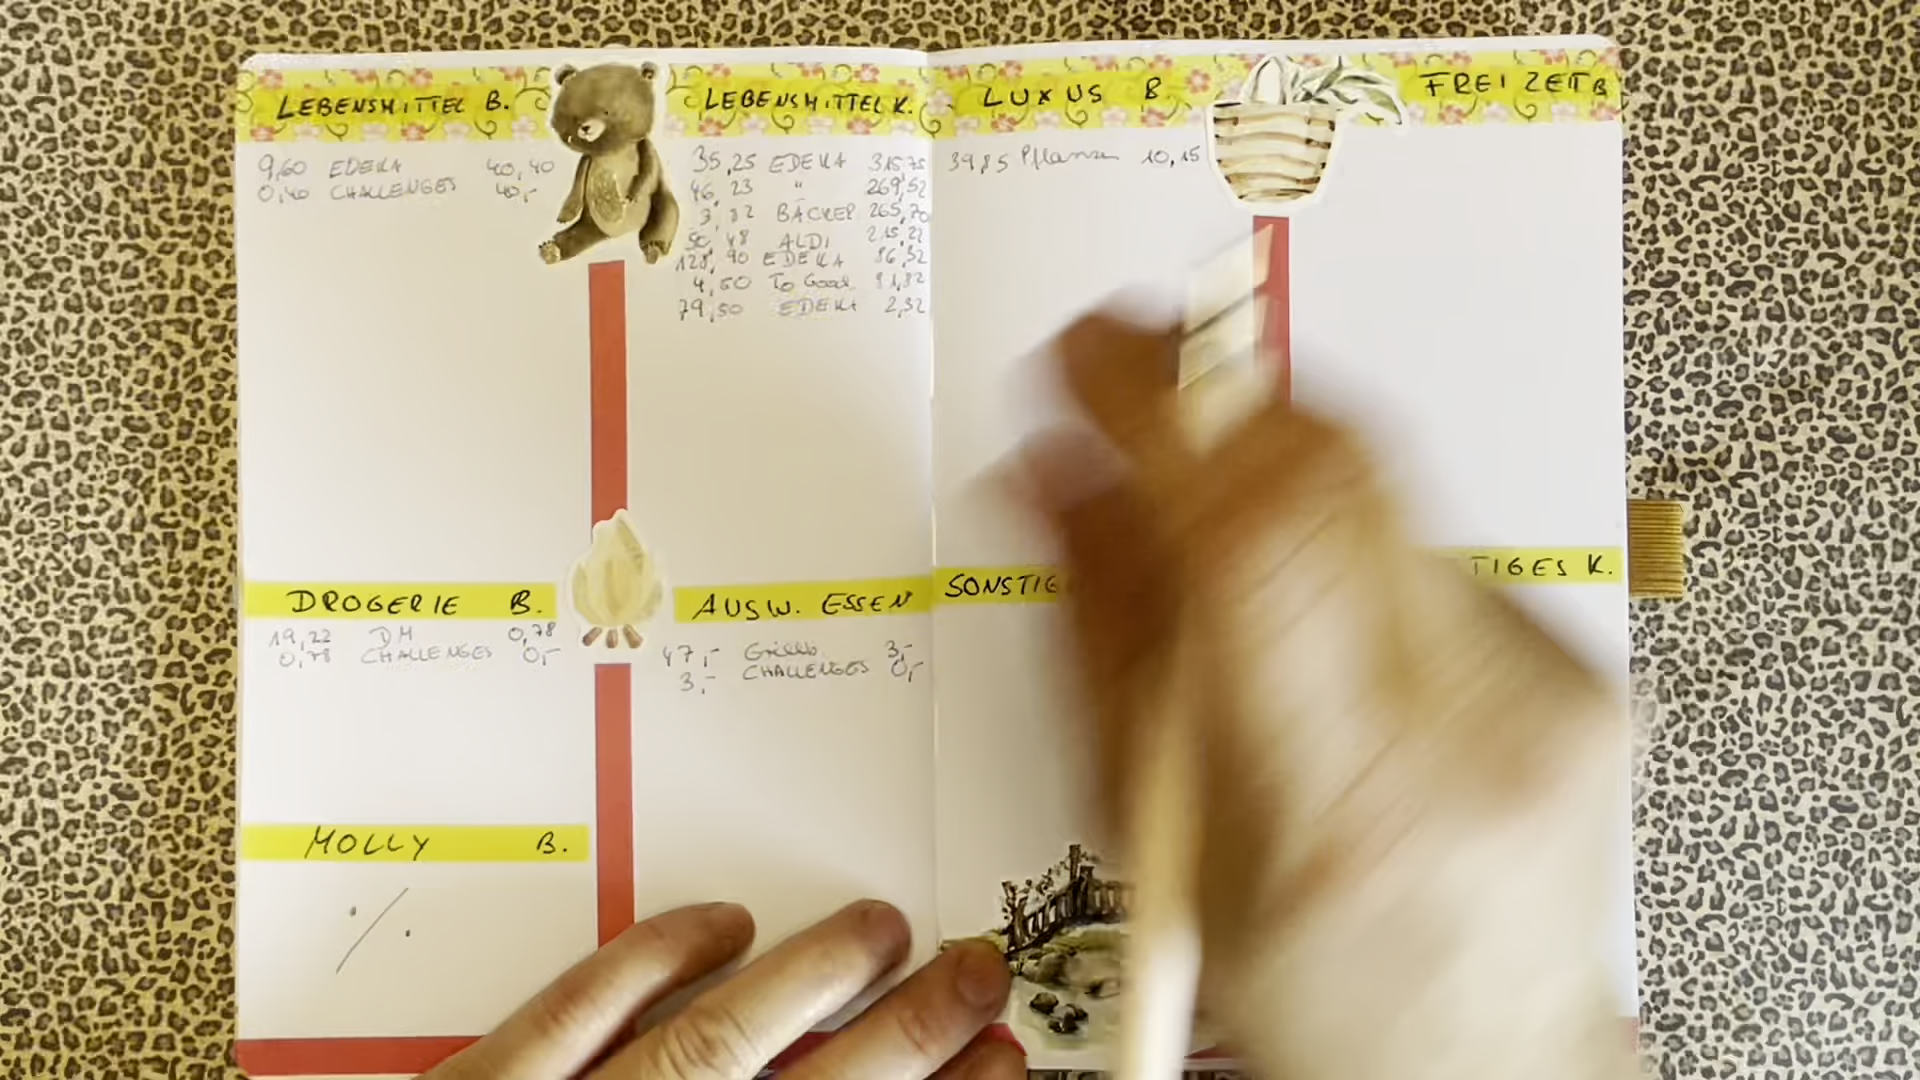 LEBENSMITTEL B.
9,60 EDEKA 40,40
0,40 CHALLENGES 40,-
LEBENSMITTEL K.
35,25 EDEKA 315,75
46,23 " 269,52
3,82 BÄCKER 265,70
50,48 ALDI 215,22
128,90 EDEKA 86,32
4,50 To Good 81,82
79,50 EDEKA 2,32
LUXUS B.
39,85 Pflanzen 10,15
FREIZEIT B
DROGERIE B.
19,22 DM 0,78
0,78 CHALLENGES 0,-
AUSW. ESSEN
47,- 3,-
3,- CHALLENGES 0,-
SONSTIG
TIGES K.
MOLLY B.